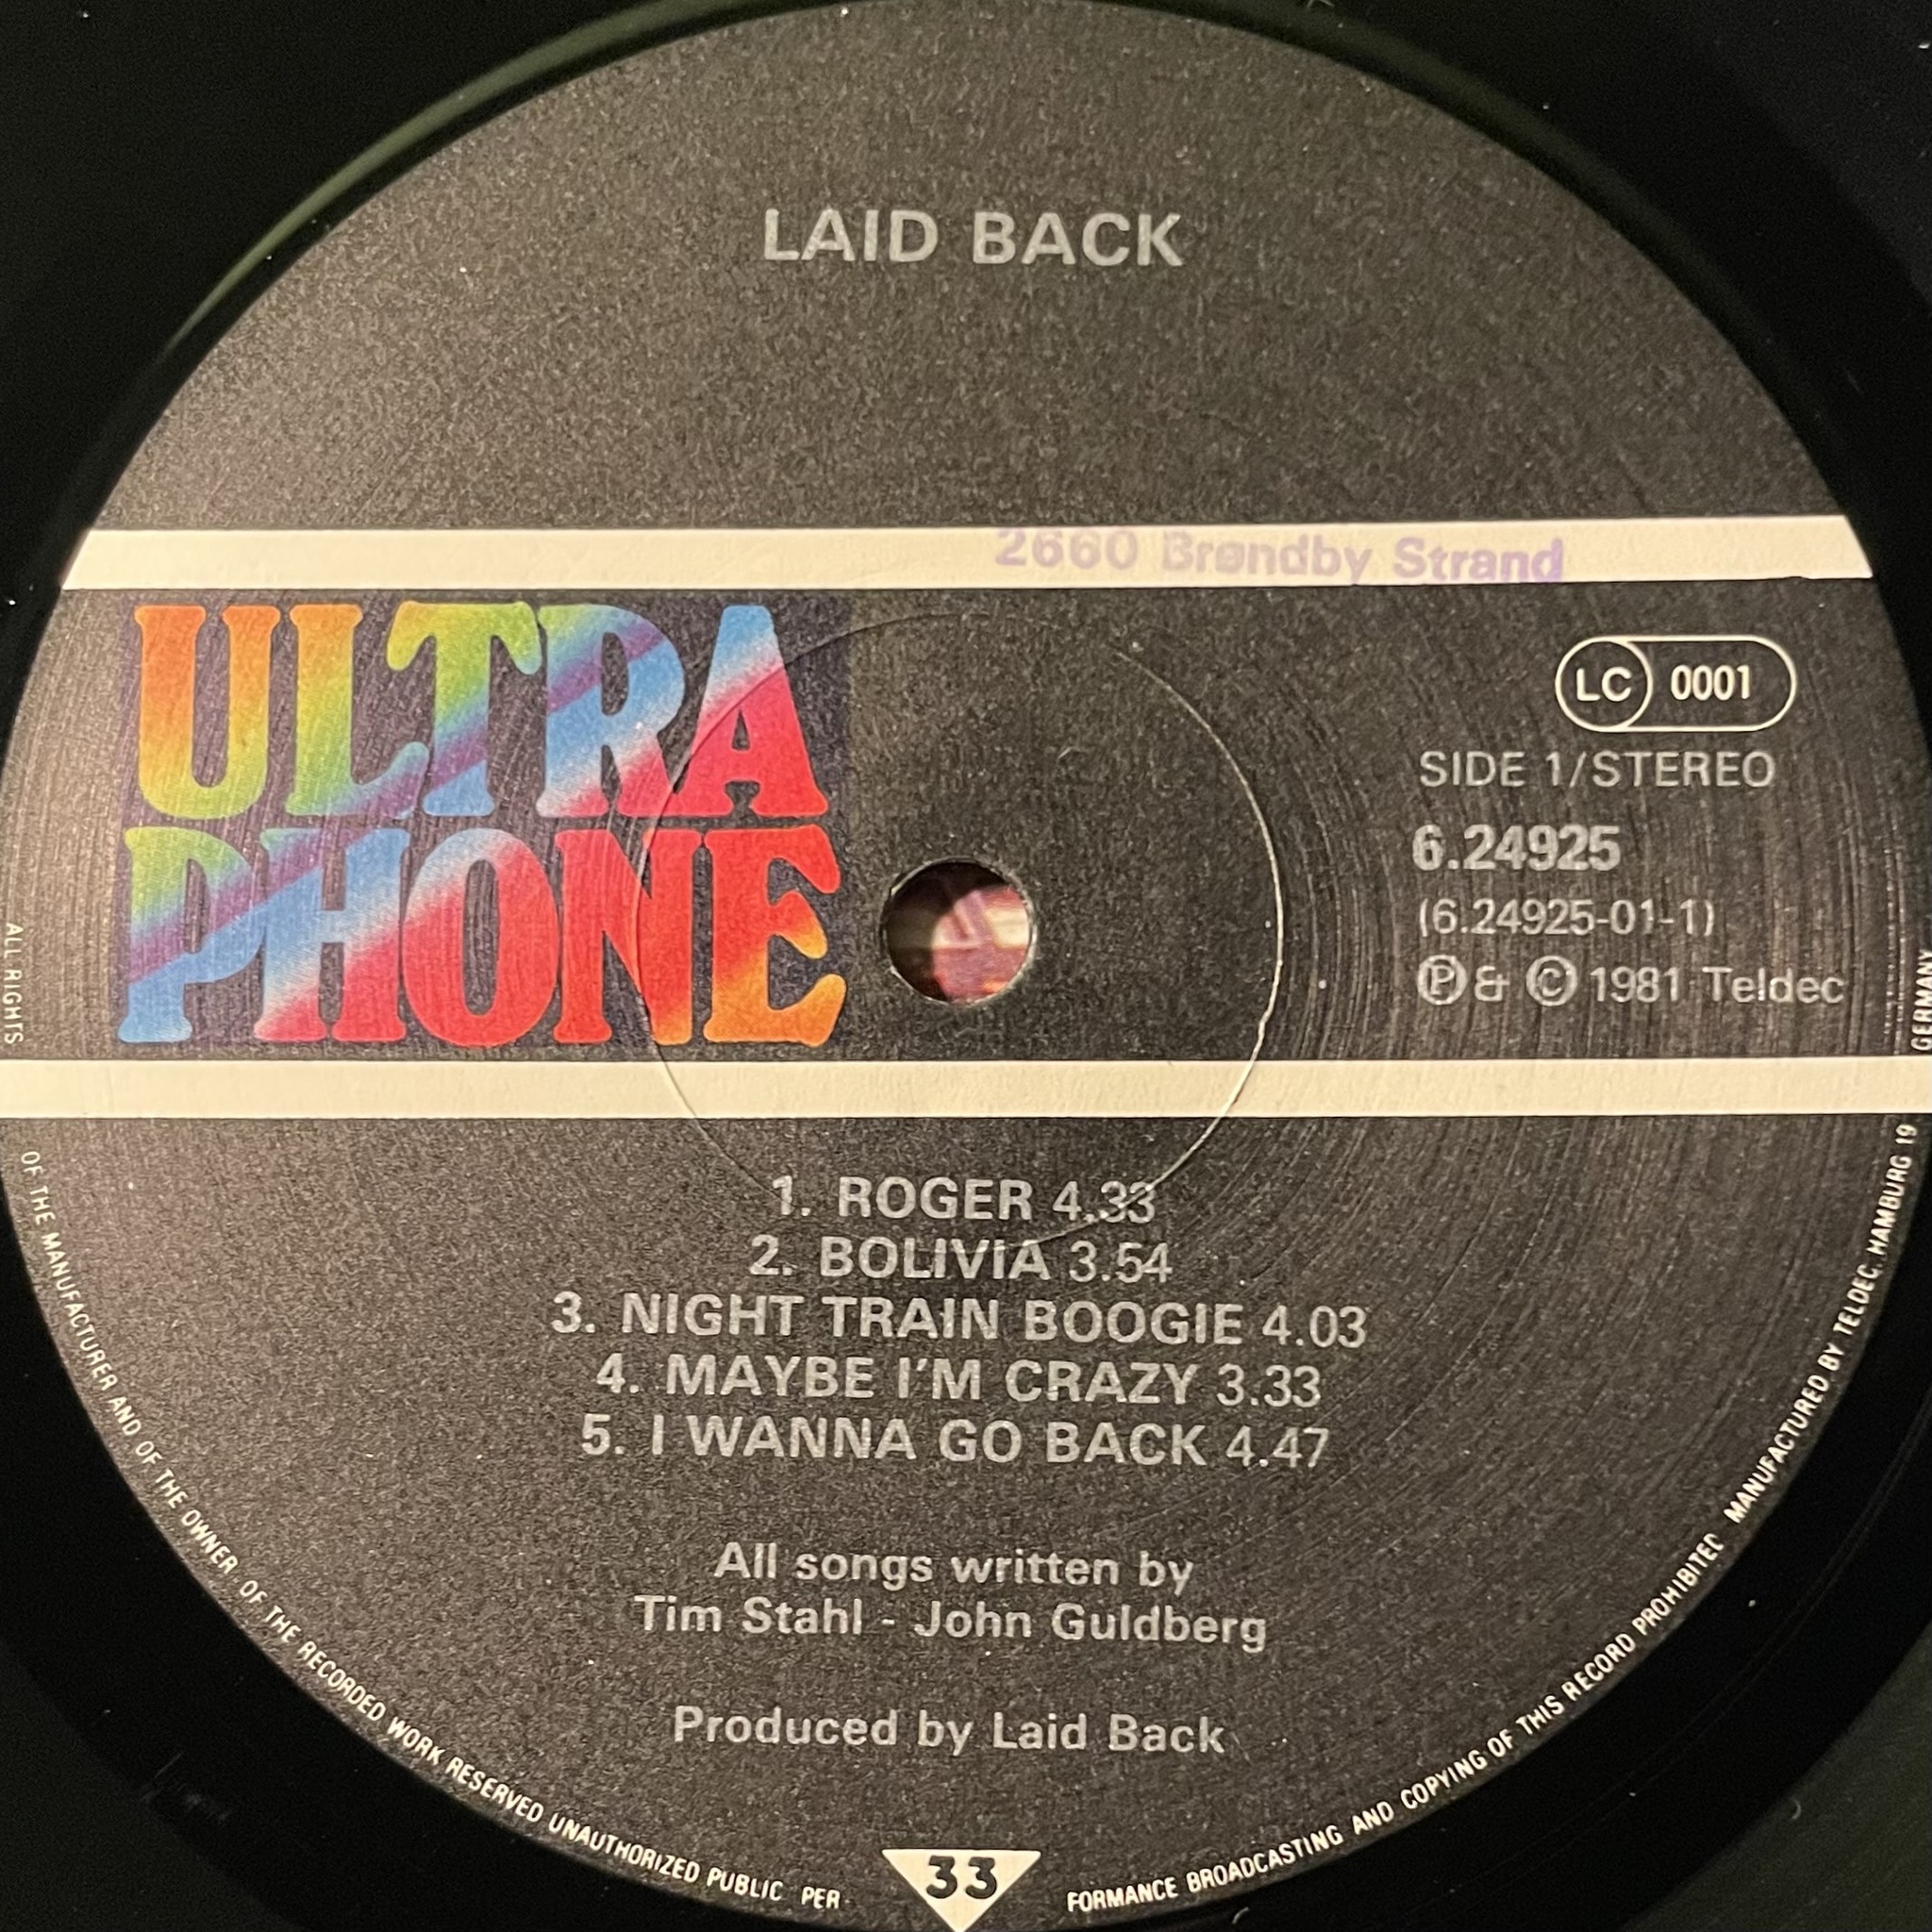 LAID BACK
2660 Brøndby Strand
ULTRA
PHONE
LC 0001
SIDE 1/STEREO
6.24925
(6.24925-01-1)
Ⓟ & © 1981 Teldec
1. ROGER 4.33
2. BOLIVIA 3.54
3. NIGHT TRAIN BOOGIE 4.03
4. MAYBE I'M CRAZY 3.33
5. I WANNA GO BACK 4.47
All songs written by
Tim Stahl - John Guldberg
Produced by Laid Back
33
ALL RIGHTS OF THE MANUFACTURER AND OF THE OWNER OF THE RECORDED WORK RESERVED UNAUTHORIZED PUBLIC PER-
FORMANCE BROADCASTING AND COPYING OF THIS RECORD PROHIBITED MANUFACTURED BY TELDEC, HAMBURG 19 GERMANY